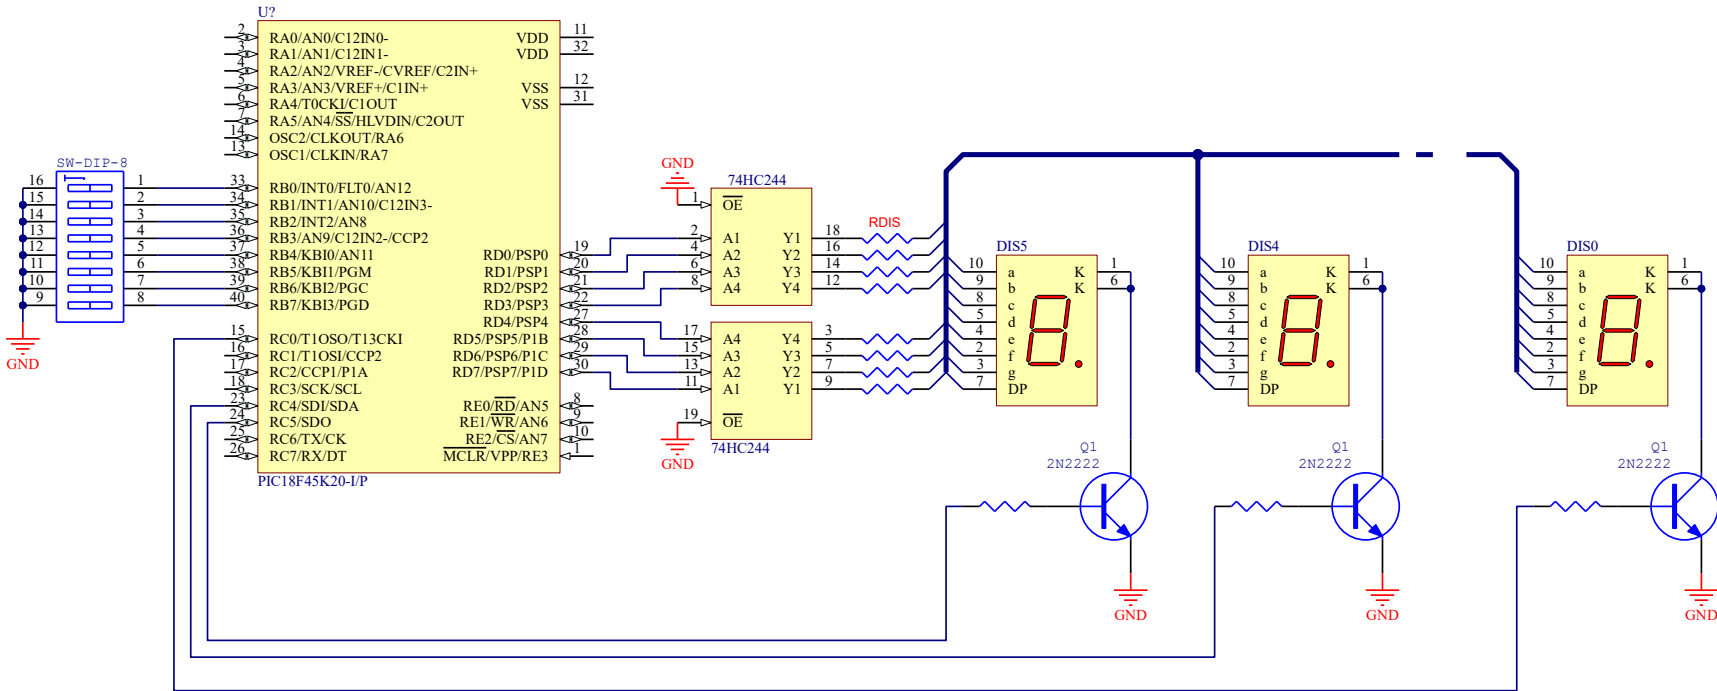 U?
2 RA0/AN0/C12IN0- VDD 11
3 RA1/AN1/C12IN1- VDD 32
4 RA2/AN2/VREF-/CVREF/C2IN+
5 RA3/AN3/VREF+/C1IN+ VSS 12
6 RA4/T0CKI/C1OUT VSS 31
7 RA5/AN4/SS/HLVDIN/C2OUT
14 OSC2/CLKOUT/RA6
13 OSC1/CLKIN/RA7
SW-DIP-8
16 1 33 RB0/INT0/FLT0/AN12
15 2 34 RB1/INT1/AN10/C12IN3-
14 3 35 RB2/INT2/AN8
13 4 36 RB3/AN9/C12IN2-/CCP2
12 5 37 RB4/KBI0/AN11 RD0/PSP0 19
11 6 38 RB5/KBI1/PGM RD1/PSP1 20
10 7 39 RB6/KBI2/PGC RD2/PSP2 21
9 8 40 RB7/KBI3/PGD RD3/PSP3 22
RD4/PSP4 27
GND
15 RC0/T1OSO/T13CKI RD5/PSP5/P1B 28
16 RC1/T1OSI/CCP2 RD6/PSP6/P1C 29
17 RC2/CCP1/P1A RD7/PSP7/P1D 30
18 RC3/SCK/SCL
23 RC4/SDI/SDA RE0/RD/AN5 8
24 RC5/SDO RE1/WR/AN6 9
25 RC6/TX/CK RE2/CS/AN7 10
26 RC7/RX/DT MCLR/VPP/RE3 1
PIC18F45K20-I/P
GND
74HC244
1 OE
RDIS
2 A1 Y1 18
4 A2 Y2 16
6 A3 Y3 14
8 A4 Y4 12
17 A4 Y4 3
15 A3 Y3 5
13 A2 Y2 7
11 A1 Y1 9
19 OE
74HC244
GND
DIS5
10 a K 1
9 b K 6
8 c
5 d
4 e
2 f
3 g
7 DP
Q1
2N2222
GND
DIS4
10 a K 1
9 b K 6
8 c
5 d
4 e
2 f
3 g
7 DP
Q1
2N2222
GND
DIS0
10 a K 1
9 b K 6
8 c
5 d
4 e
2 f
3 g
7 DP
Q1
2N2222
GND